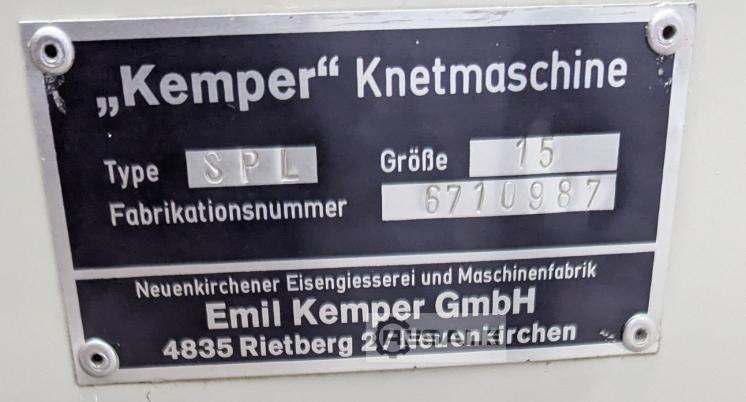 „Kemper“ Knetmaschine
Type SPL Größe 15
Fabrikationsnummer 6710987
Neuenkirchener Eisengiesserei und Maschinenfabrik
Emil Kemper GmbH
4835 Rietberg 2/Neuenkirchen